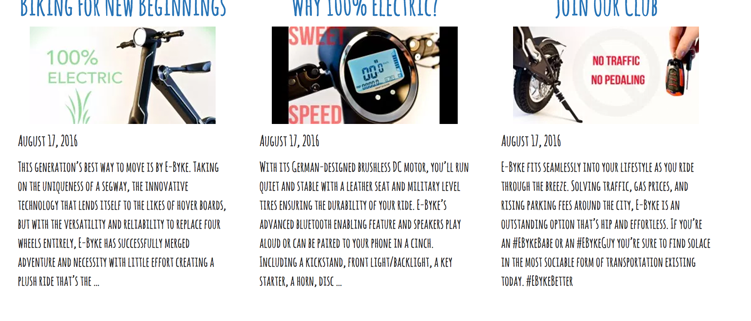 Biking for New Beginnings
100%
ELECTRIC
August 17, 2016
This generation's best way to move is by E-Byke. Taking
on the uniqueness of a segway, the innovative
technology that lends itself to the likes of hover boards,
but with the versatility and reliability to replace four
wheels entirely, E-Byke has successfully merged
adventure and necessity with little effort creating a
plush ride that's the ...
Why 100% Electric?
SWEET
000
SPEED
August 17, 2016
With its German-designed brushless DC motor, you'll run
quiet and stable with a leather seat and military level
tires ensuring the durability of your ride. E-Byke's
advanced bluetooth enabling feature and speakers play
aloud or can be paired to your phone in a cinch.
Including a kickstand, front light/backlight, a key
starter, a horn, disc ...
Join Our Club
NO TRAFFIC
NO PEDALING
August 17, 2016
E-Byke fits seamlessly into your lifestyle as you ride
through the breeze. Solving traffic, gas prices, and
rising parking fees around the city, E-Byke is an
outstanding option that's hip and effortless. If you're
an #EBykeBabe or an #EBykeGuy you're sure to find solace
in the most sociable form of transportation existing
today. #EBykeBetter